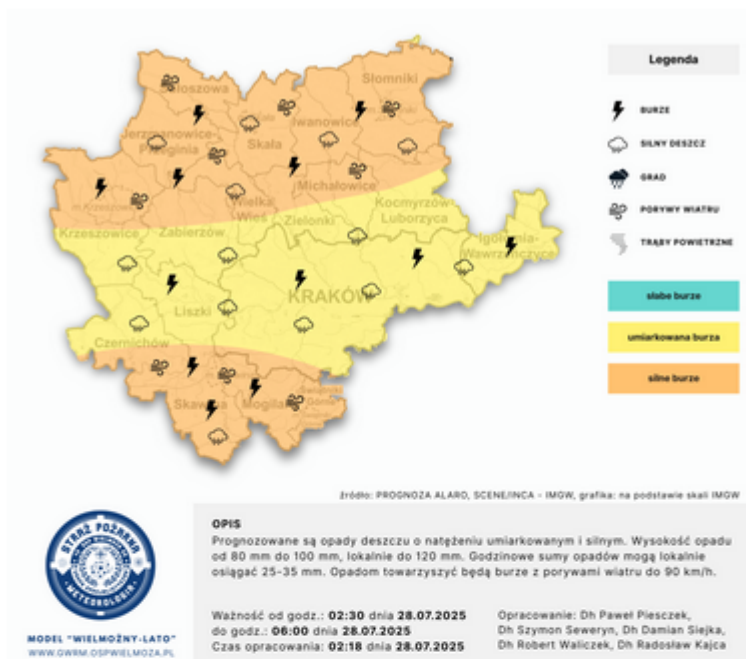 Legenda
Słomniki
Sułoszowa
BURZE
Iwanowice
Jerzmanowice-
Przeginia
Skała
SILNY DESZCZ
GRAD
Michałowice
m.Krzeszowice
Wielka
Wieś
Kocmyrzów-
Luborzyca
PORYWY WIATRU
Krzeszowice
Zabierzów
Zielonki
Igołomia-
Wawrzeńczyce
TRĄBY POWIETRZNE
KRAKÓW
słabe burze
Liszki
umiarkowana burza
Czernichów
silne burze
Skawina
Mogilany
Źródło: PROGNOZA ALARO, SCENE/INCA - IMGW, grafika: na podstawie skali IMGW
OPIS
Prognozowane są opady deszczu o natężeniu umiarkowanym i silnym. Wysokość opadu
od 80 mm do 100 mm, lokalnie do 120 mm. Godzinowe sumy opadów mogą lokalnie
osiągać 25-35 mm. Opadom towarzyszyć będą burze z porywami wiatru do 90 km/h.
STRAŻ POŻARNA
METEOROLOGIA
Ważność od godz.: 02:30 dnia 28.07.2025
do godz.: 06:00 dnia 28.07.2025
Czas opracowania: 02:18 dnia 28.07.2025
Opracowanie: Dh Paweł Piesczek,
Dh Szymon Seweryn, Dh Damian Siejka,
Dh Robert Waliczek, Dh Radosław Kajca
MODEL "WIELMOŻNY-LATO"
WWW.GWRM.OSPWIELMOZA.PL